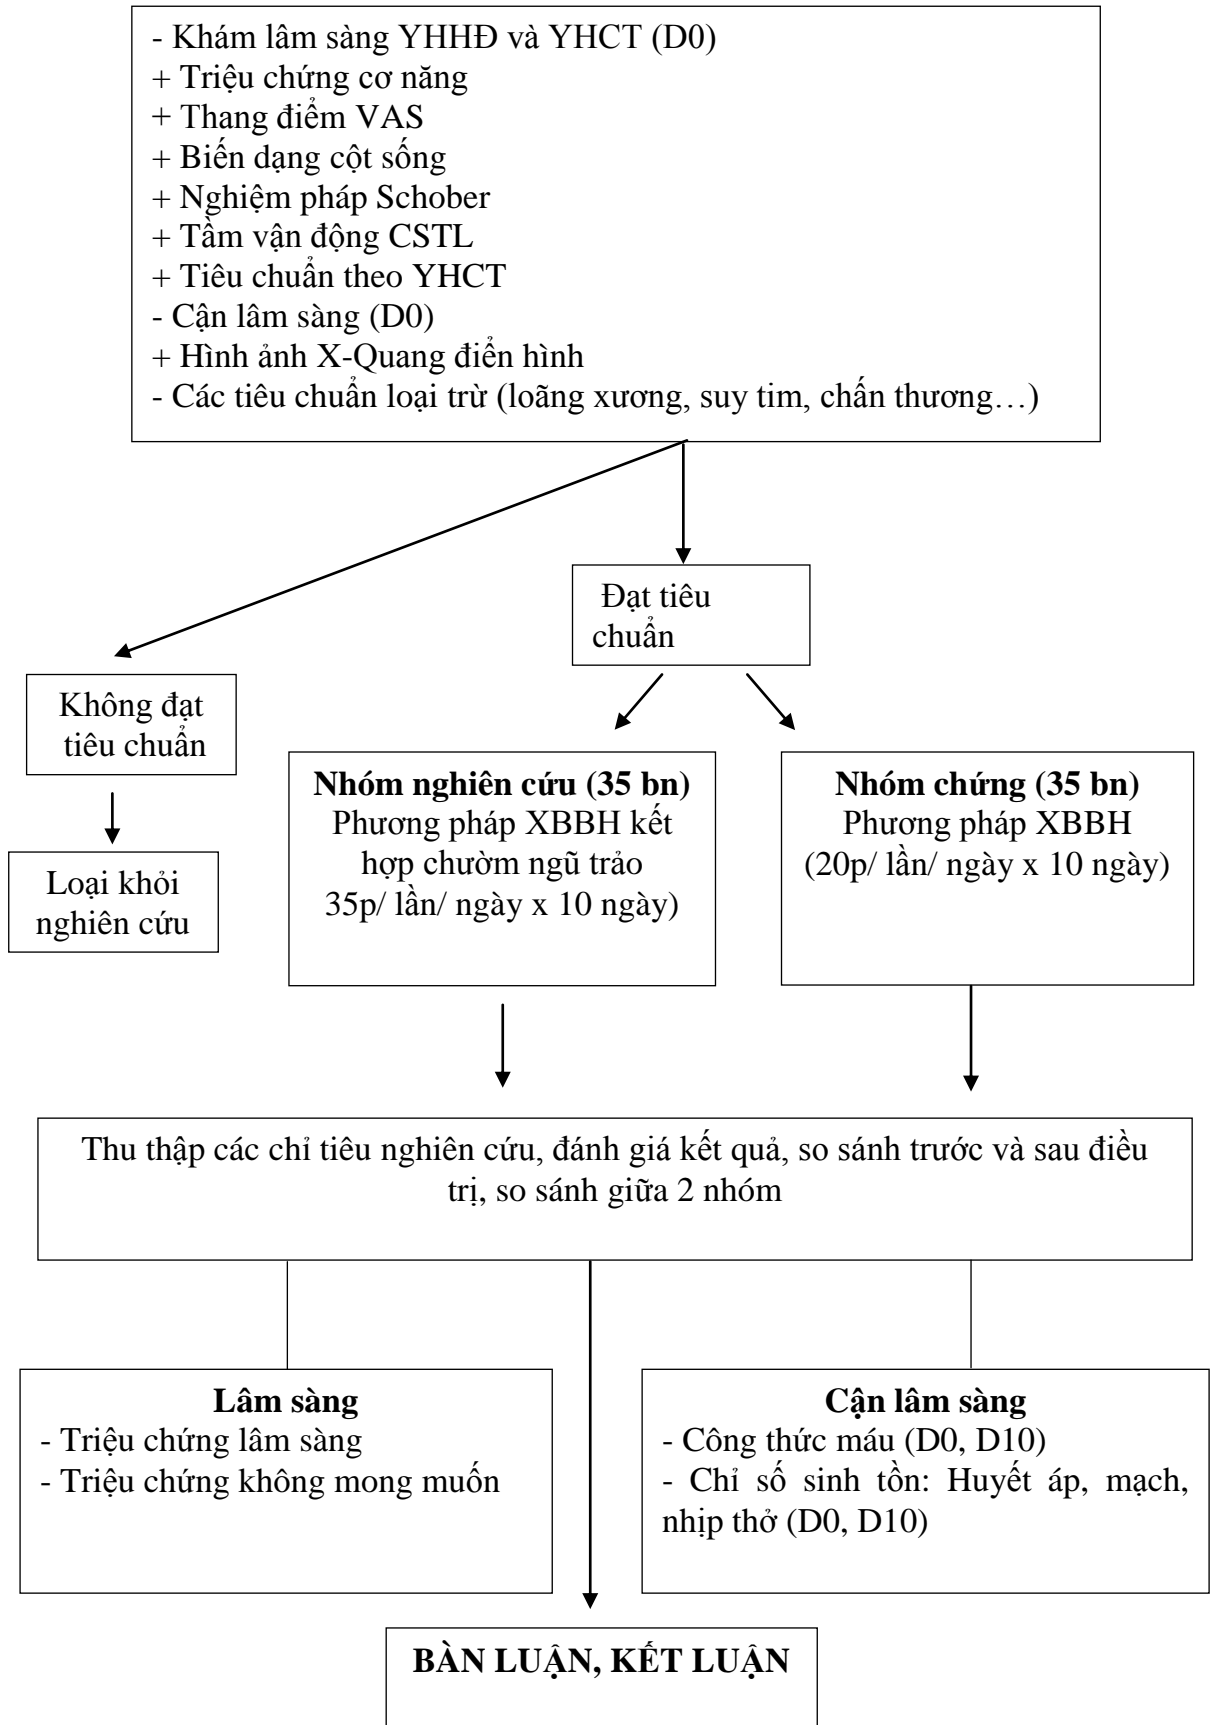 - Khám lâm sàng YHHĐ và YHCT (D0)
+ Triệu chứng cơ năng
+ Thang điểm VAS
+ Biến dạng cột sống
+ Nghiệm pháp Schober
+ Tầm vận động CSTL
+ Tiêu chuẩn theo YHCT
- Cận lâm sàng (D0)
+ Hình ảnh X-Quang điển hình
- Các tiêu chuẩn loại trừ (loãng xương, suy tim, chấn thương…)
Đạt tiêu
chuẩn
Không đạt
tiêu chuẩn
Loại khỏi
nghiên cứu
Nhóm nghiên cứu (35 bn)
Phương pháp XBBH kết
hợp chườm ngũ trảo
35p/ lần/ ngày x 10 ngày)
Nhóm chứng (35 bn)
Phương pháp XBBH
(20p/ lần/ ngày x 10 ngày)
Thu thập các chỉ tiêu nghiên cứu, đánh giá kết quả, so sánh trước và sau điều
trị, so sánh giữa 2 nhóm
Lâm sàng
- Triệu chứng lâm sàng
- Triệu chứng không mong muốn
Cận lâm sàng
- Công thức máu (D0, D10)
- Chỉ số sinh tồn: Huyết áp, mạch,
nhịp thở (D0, D10)
BÀN LUẬN, KẾT LUẬN